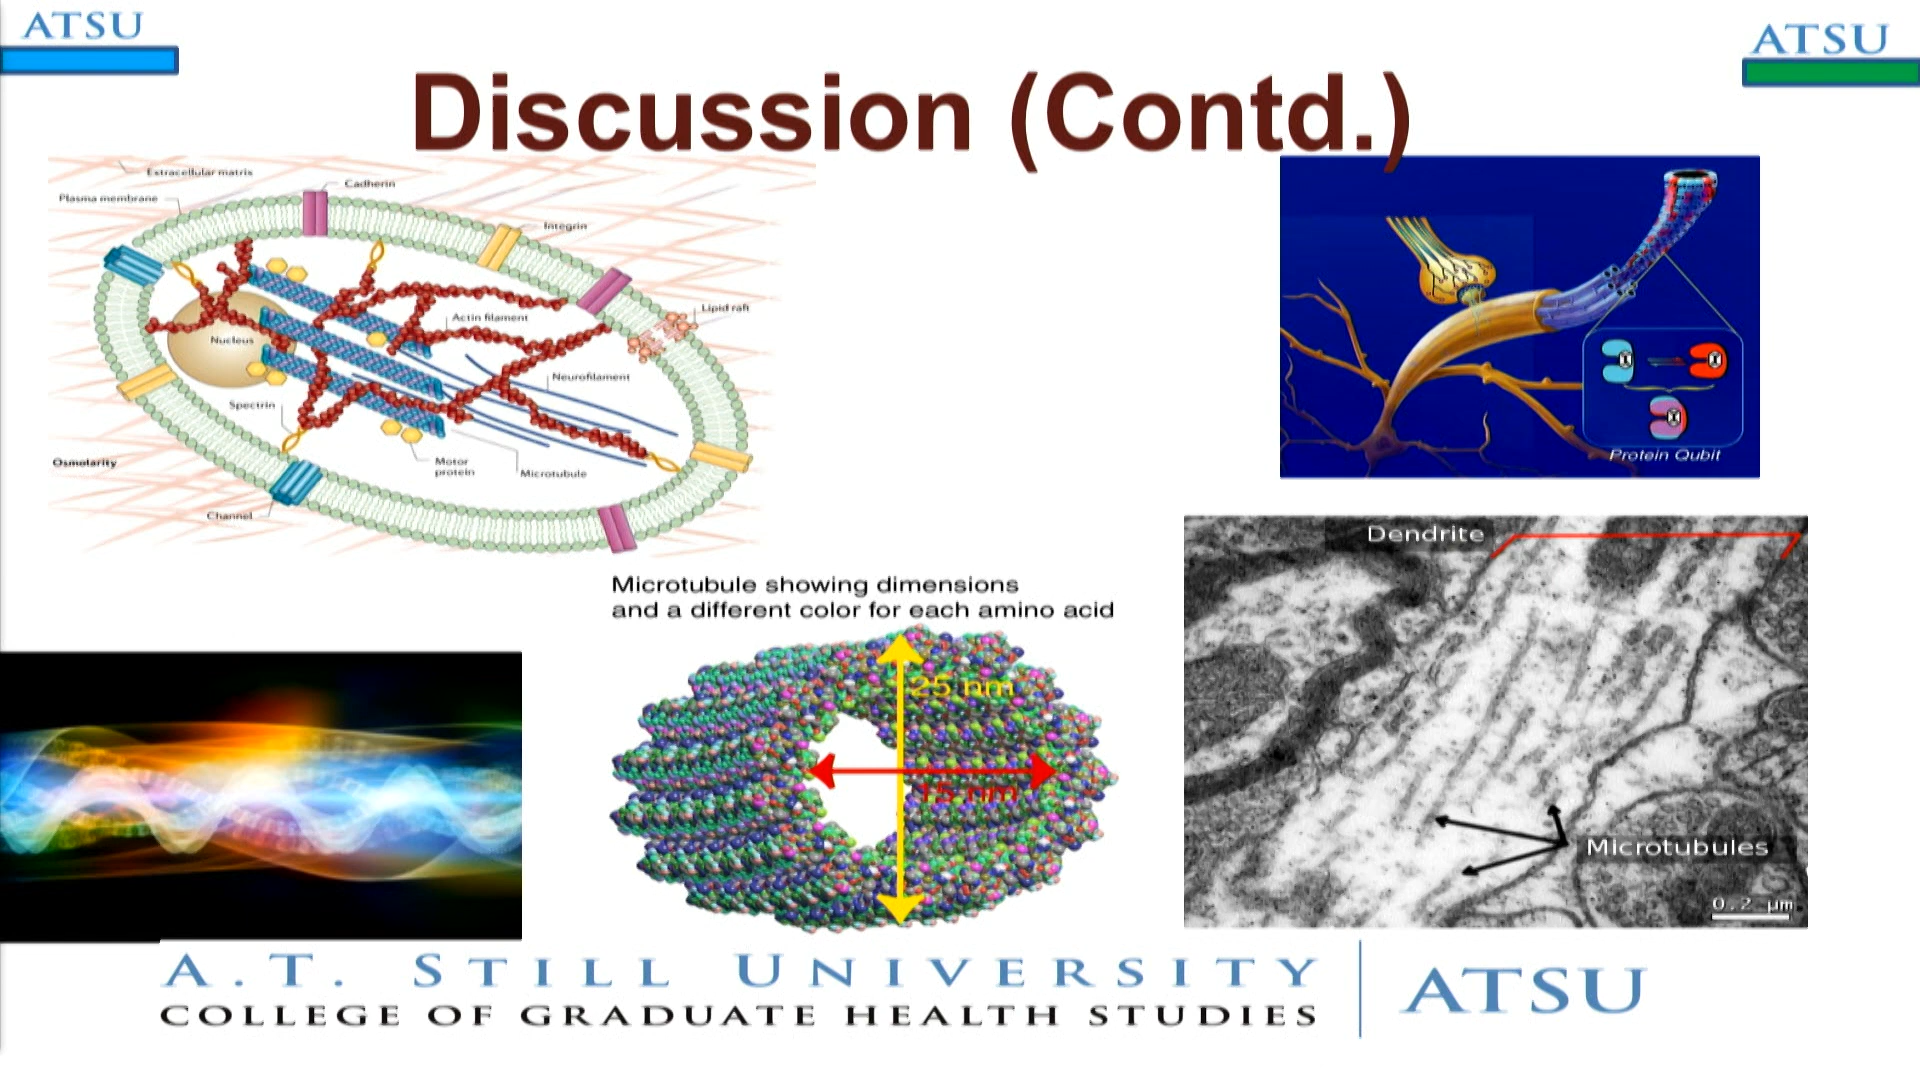 ATSU
ATSU
Discussion (Contd.)
Extracellular matrix
Cadherin
Plasma membrane
Integrin
Lipid raft
Actin filament
Nucleus
Neurofilament
Spectrin
Osmolarity
Motor
protein
Microtubule
Channel
Protein Qubit
Dendrite
Microtubules
0.2 µm
Microtubule showing dimensions
and a different color for each amino acid
25 nm
15 nm
A.T. STILL UNIVERSITY
COLLEGE OF GRADUATE HEALTH STUDIES
ATSU